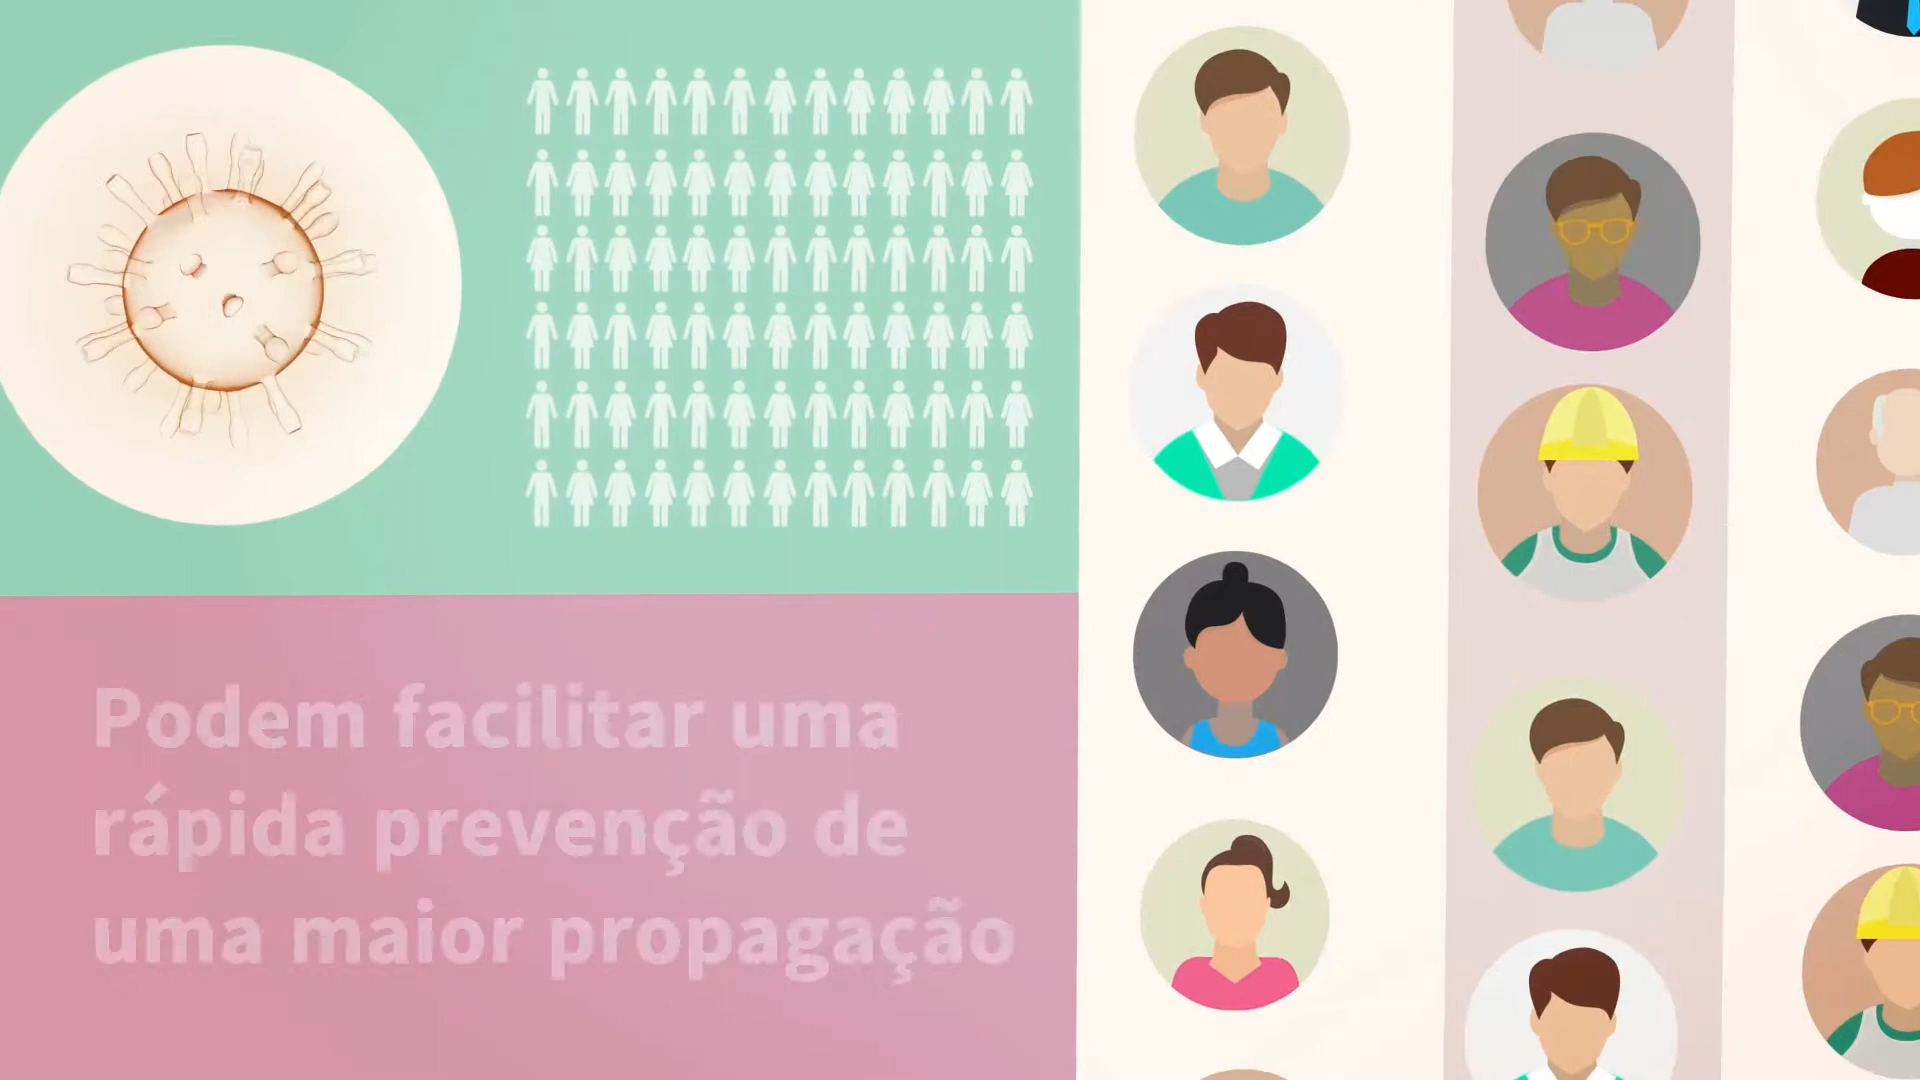 Podem facilitar uma
rápida prevenção de
uma maior propagação